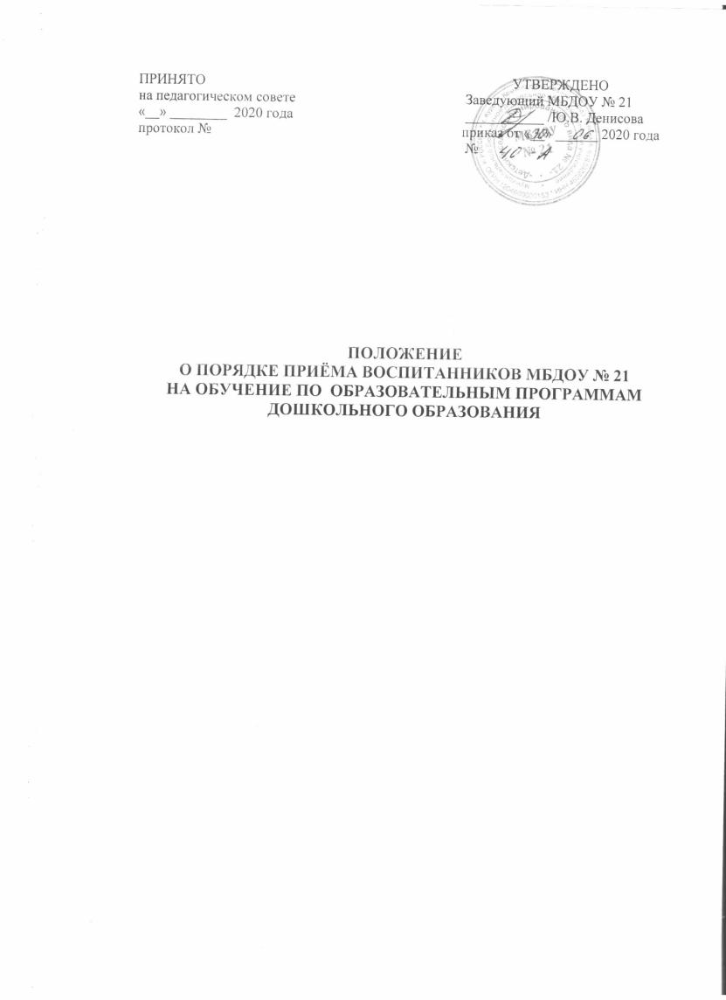 ПРИНЯТО
на педагогическом совете
«__» ________ 2020 года
протокол №
УТВЕРЖДЕНО
Заведующий МБДОУ № 21
___________ /Ю.В. Денисова
приказ от «30» 06 2020 года
№ 40 - А
ПОЛОЖЕНИЕ
О ПОРЯДКЕ ПРИЁМА ВОСПИТАННИКОВ МБДОУ № 21
НА ОБУЧЕНИЕ ПО ОБРАЗОВАТЕЛЬНЫМ ПРОГРАММАМ
ДОШКОЛЬНОГО ОБРАЗОВАНИЯ